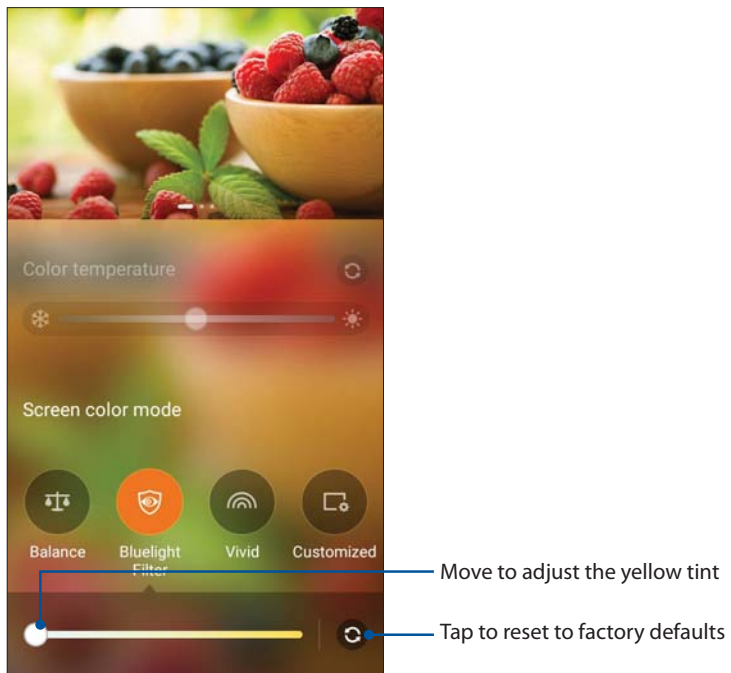 Color temperature
Screen color mode
Balance
Bluelight
Filter
Vivid
Customized
Move to adjust the yellow tint
Tap to reset to factory defaults